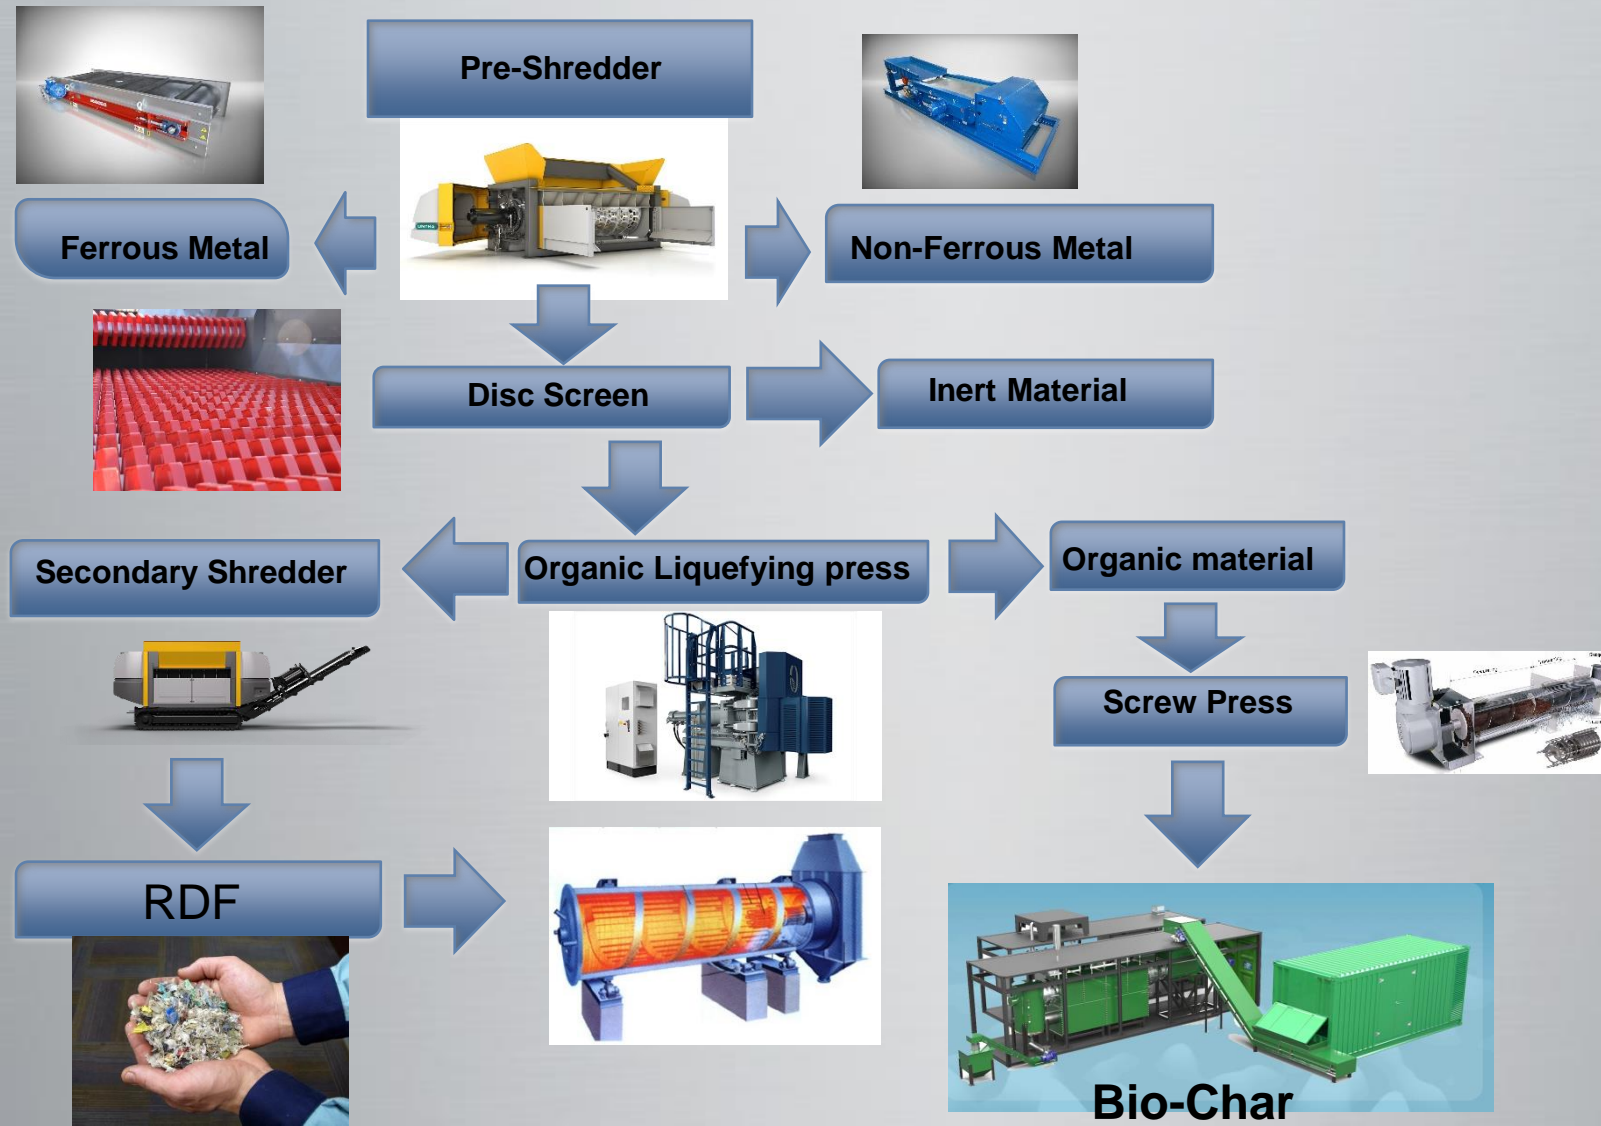 Pre-Shredder
Ferrous Metal
Non-Ferrous Metal
Disc Screen
Inert Material
Secondary Shredder
Organic Liquefying press
Organic material
Screw Press
RDF
Bio-Char